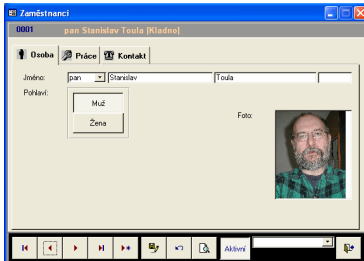 Zaměstnanci
0001 pan Stanislav Toula [Kladno]
Osoba Práce Kontakt
Jméno: pan Stanislav Toula
Pohlaví:
Muž
Foto:
Žena
Aktivní